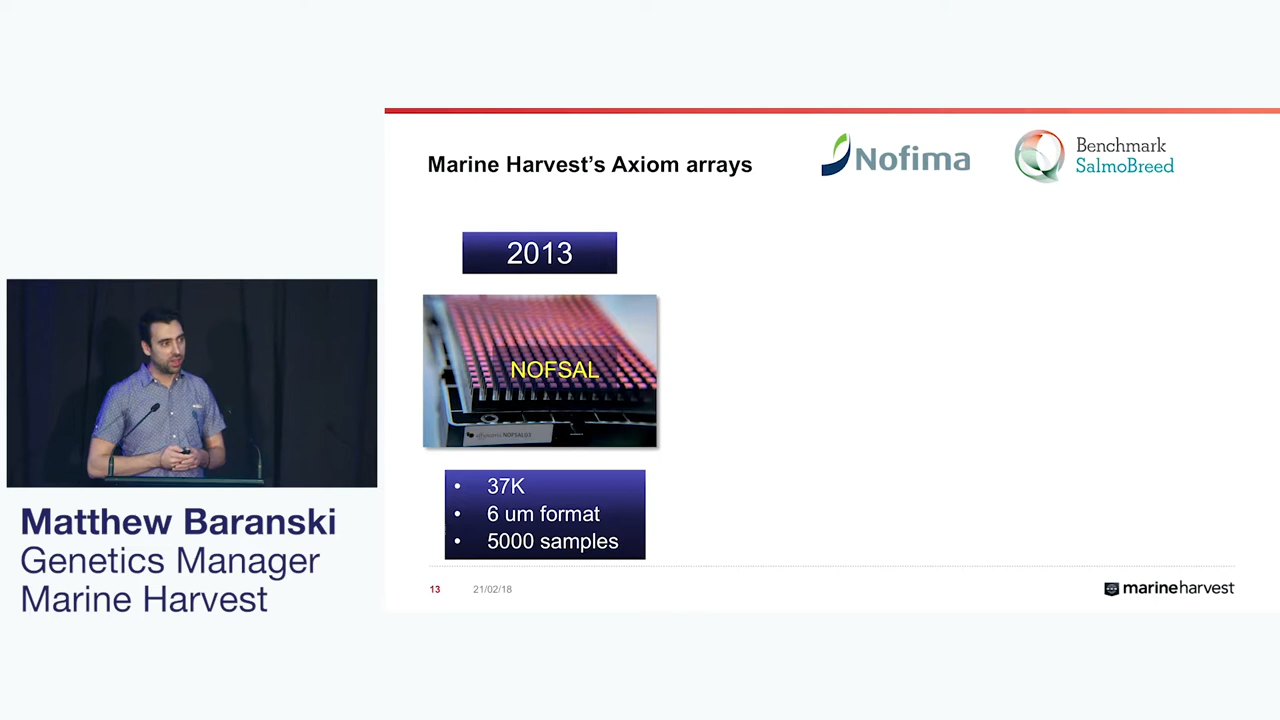 Marine Harvest’s Axiom arrays
Nofima
Benchmark
SalmoBreed
2013
NOFSAL
NOFSAL03
• 37K
• 6 um format
• 5000 samples
Matthew Baranski
Genetics Manager
Marine Harvest
13
21/02/18
marineharvest